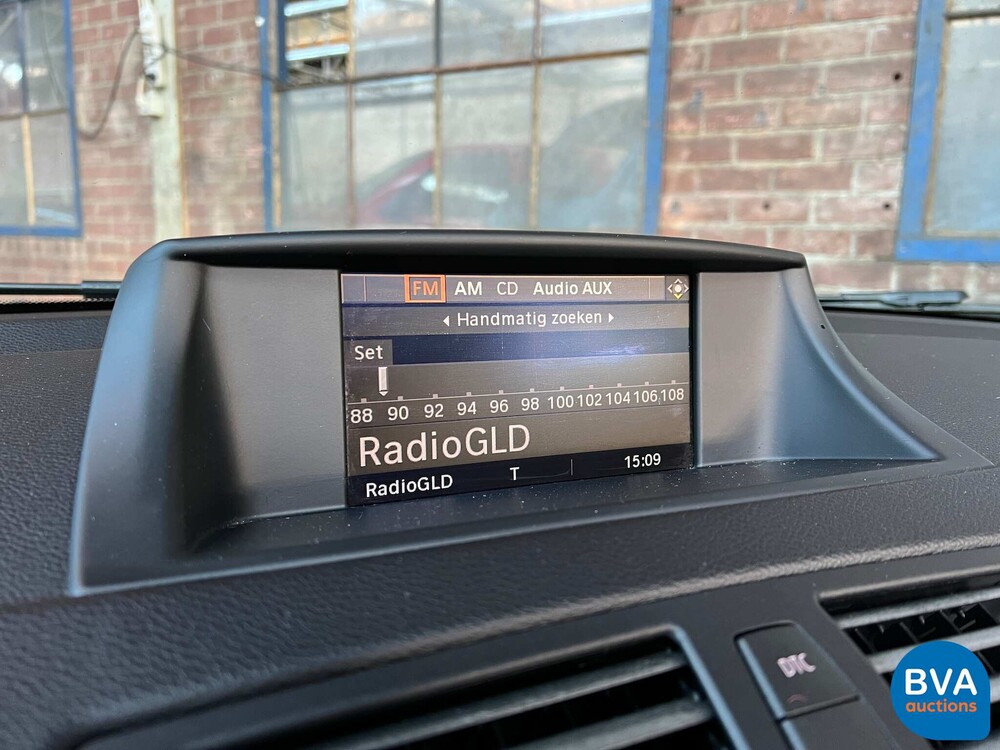 FM AM CD Audio AUX
Handmatig zoeken
Set
88 90 92 94 96 98 100 102 104 106 108
RadioGLD
RadioGLD T 15:09
DTC
BVA
auctions